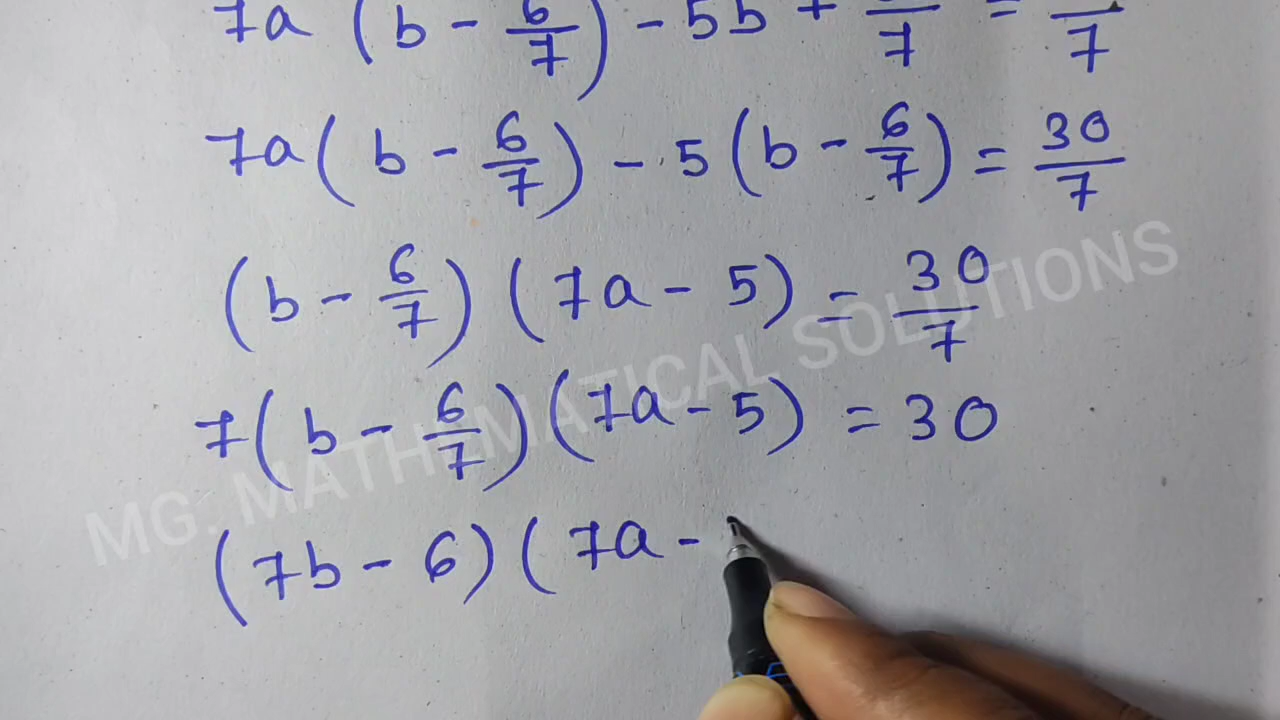 7a (b - 6/7) - 5b + /7 = /7
7a(b - 6/7) - 5(b - 6/7) = 30/7
(b - 6/7) (7a - 5) = 30/7
7(b - 6/7)(7a - 5) = 30
(7b - 6)(7a -
MG. MATHEMATICAL SOLUTIONS